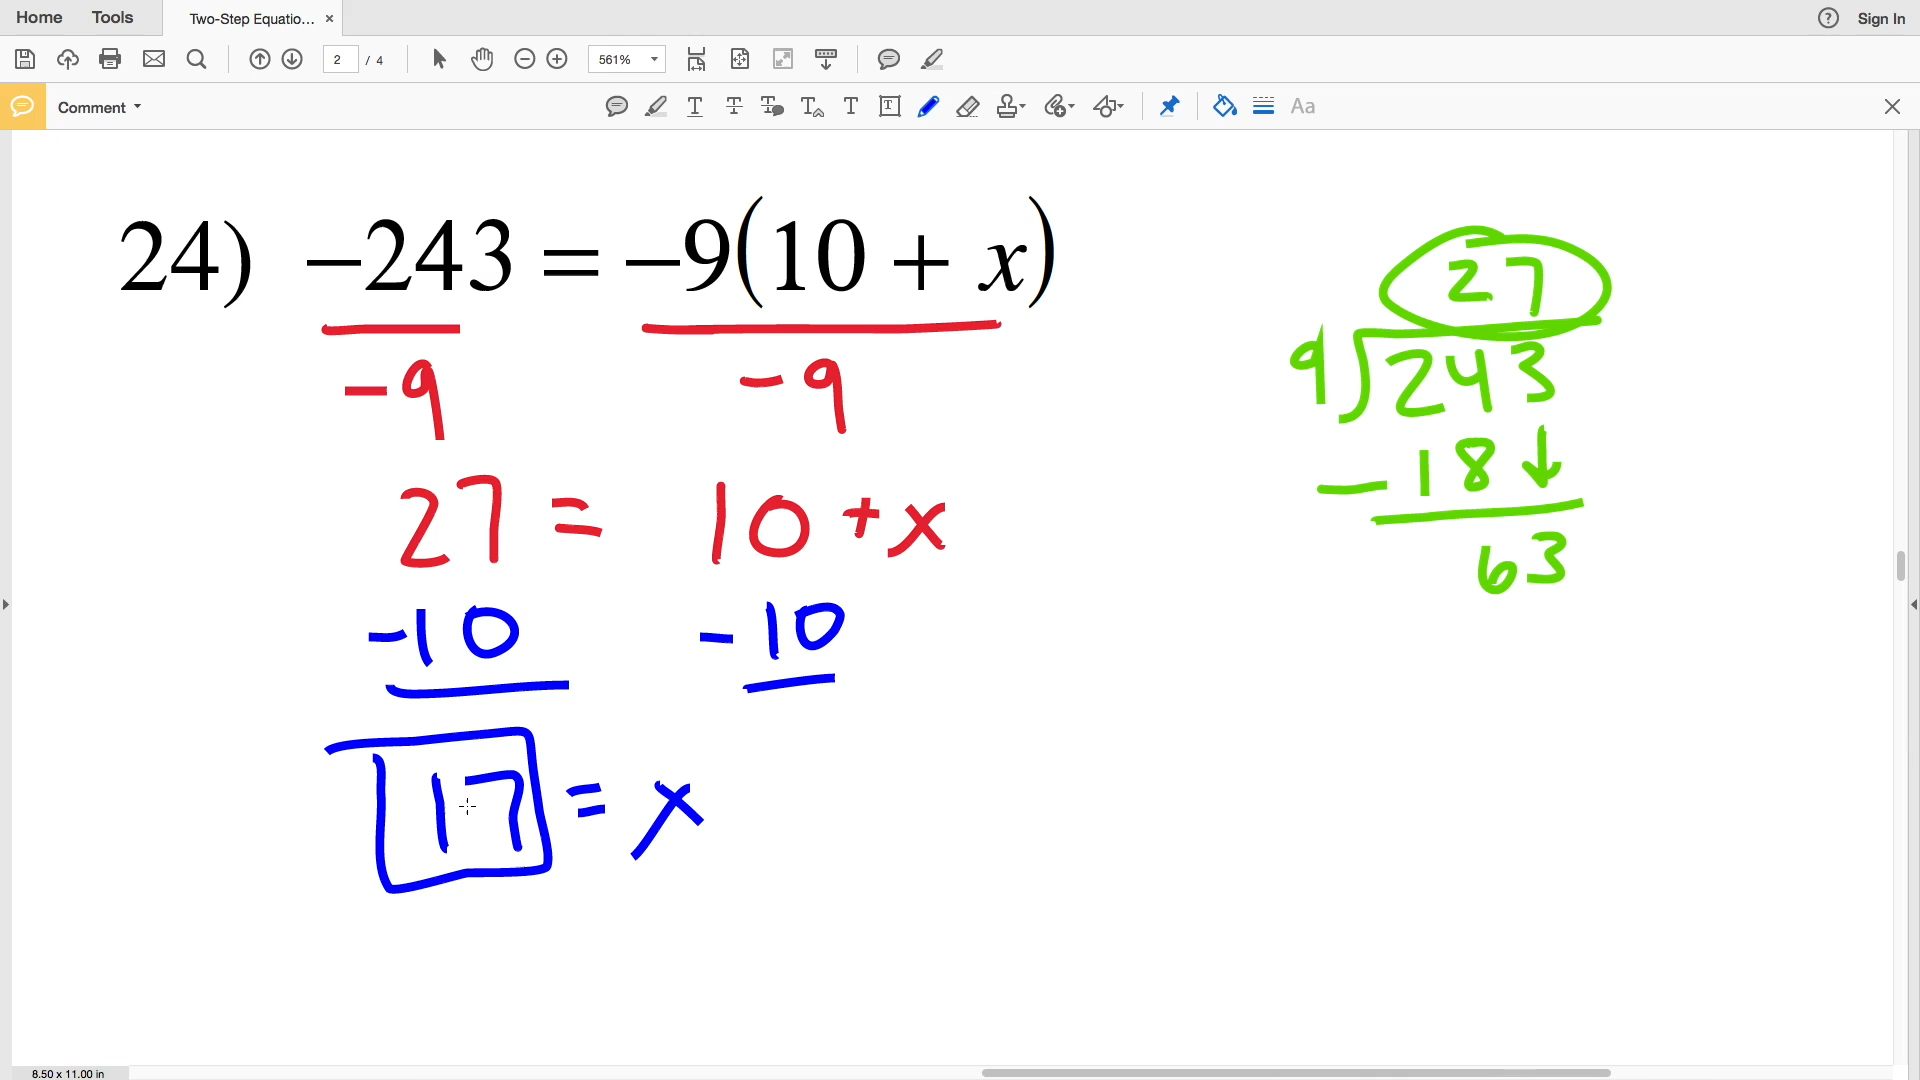 Home Tools Two-Step Equatio... × ? Sign In
2 / 4 561%
Comment T T T T T T Aa
24) −243 = −9(10 + x)
-9 -9
27 = 10 + x
-10 -10
17 = x
27
9 243
- 18 ↓
63
8.50 x 11.00 in